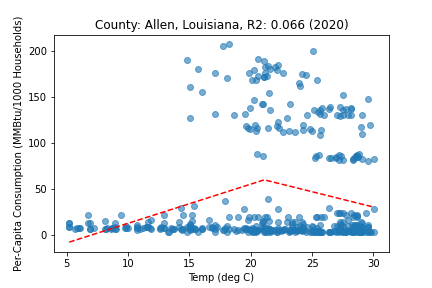 County: Allen, Louisiana, R2: 0.066 (2020)
Per-Capita Consumption (MMBtu/1000 Households)
200
150
100
50
0
5 10 15 20 25 30
Temp (deg C)